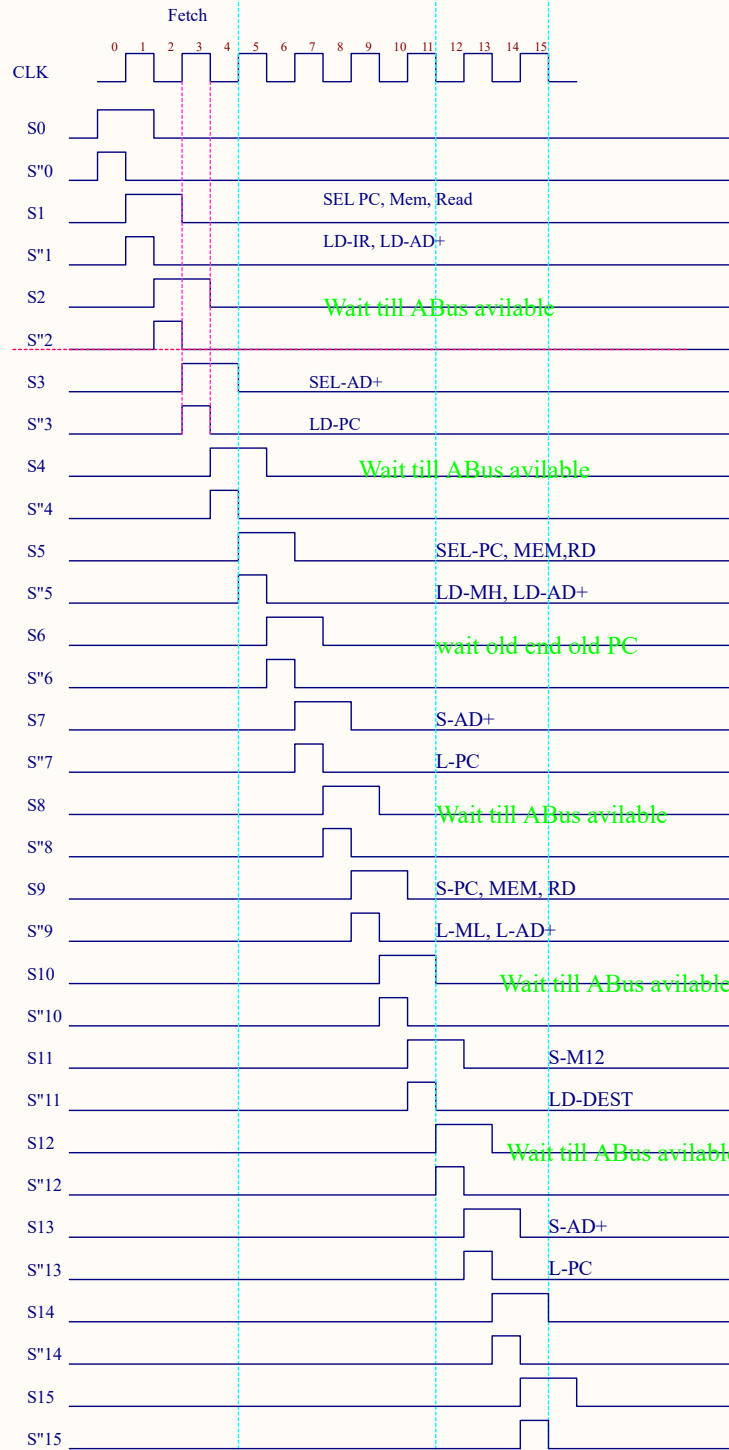 Fetch
0 1 2 3 4 5 6 7 8 9 10 11 12 13 14 15
CLK
S0
S"0
S1 SEL PC, Mem, Read
S"1 LD-IR, LD-AD+
S2 Wait till ABus avilable
S"2
S3 SEL-AD+
S"3 LD-PC
S4 Wait till ABus avilable
S"4
S5 SEL-PC, MEM,RD
S"5 LD-MH, LD-AD+
S6 wait old end old PC
S"6
S7 S-AD+
S"7 L-PC
S8 Wait till ABus avilable
S"8
S9 S-PC, MEM, RD
S"9 L-ML, L-AD+
S10 Wait till ABus avilable
S"10
S11 S-M12
S"11 LD-DEST
S12 Wait till ABus avilable
S"12
S13 S-AD+
S"13 L-PC
S14
S"14
S15
S"15